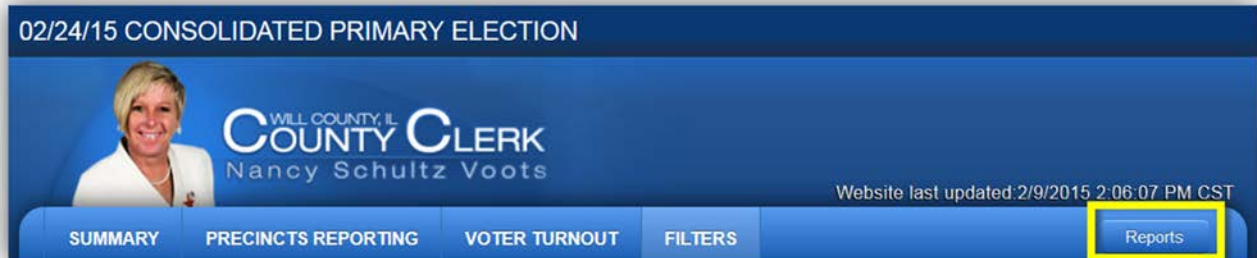 02/24/15 CONSOLIDATED PRIMARY ELECTION
WILL COUNTY, IL
COUNTY CLERK
Nancy Schultz Voots
Website last updated:2/9/2015 2:06:07 PM CST
SUMMARY PRECINCTS REPORTING VOTER TURNOUT FILTERS Reports